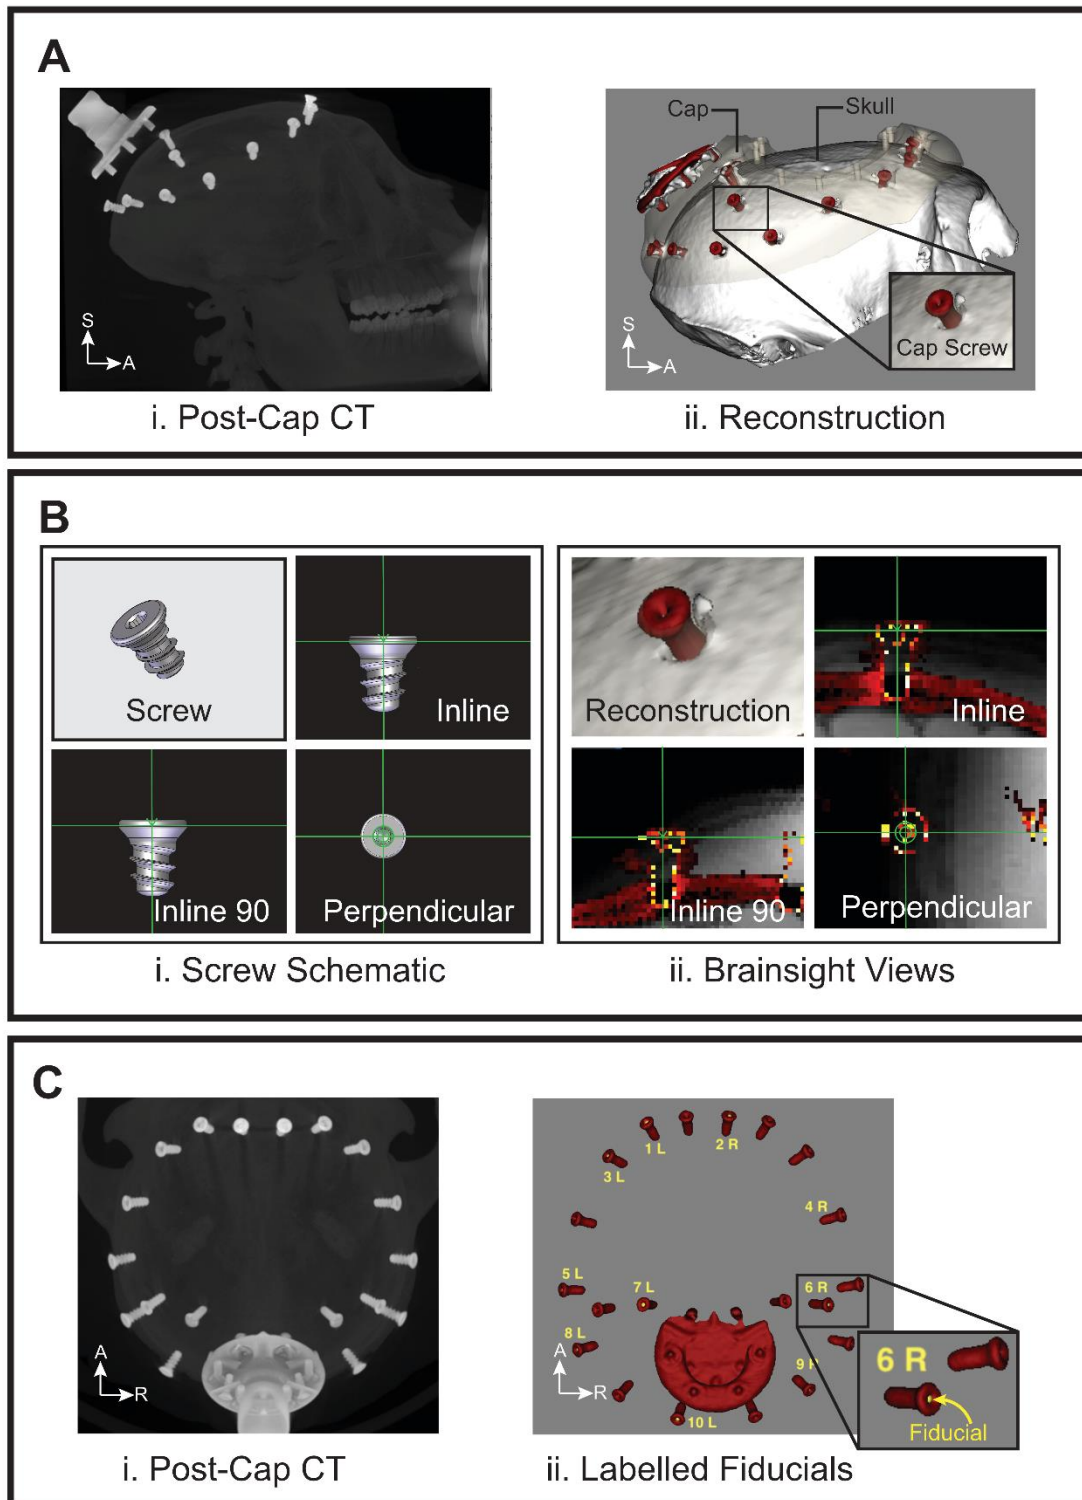 A
S
A
i. Post-Cap CT
Cap
Skull
Cap Screw
S
A
ii. Reconstruction
B
Screw
Inline
Inline 90
Perpendicular
i. Screw Schematic
Reconstruction
Inline
Inline 90
Perpendicular
ii. Brainsight Views
C
A
R
i. Post-Cap CT
1 L
2 R
3 L
4 R
5 L
7 L
6 R
8 L
9 R
10 L
A
R
6 R
Fiducial
ii. Labelled Fiducials